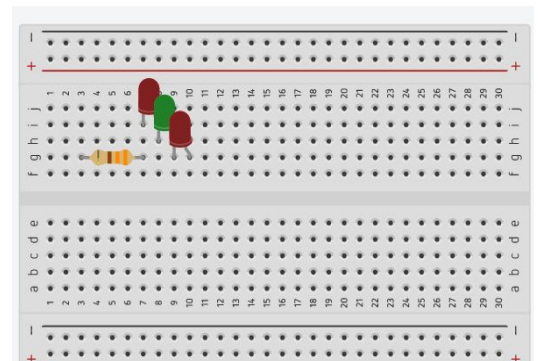 − −
+ +
1 2 3 4 5 6 9 10 11 12 13 14 15 16 17 18 19 20 21 22 23 24 25 26 27 28 29 30
j j
i i
h h
g g
f f
e e
d d
c c
b b
a a
1 2 3 4 5 6 7 8 9 10 11 12 13 14 15 16 17 18 19 20 21 22 23 24 25 26 27 28 29 30
− −
+ +